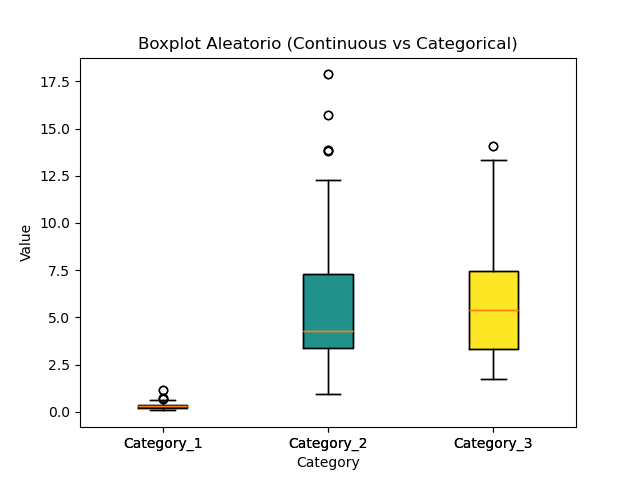 Boxplot Aleatorio (Continuous vs Categorical)
17.5
15.0
12.5
10.0
7.5
5.0
2.5
0.0
Value
Category_1 Category_2 Category_3
Category